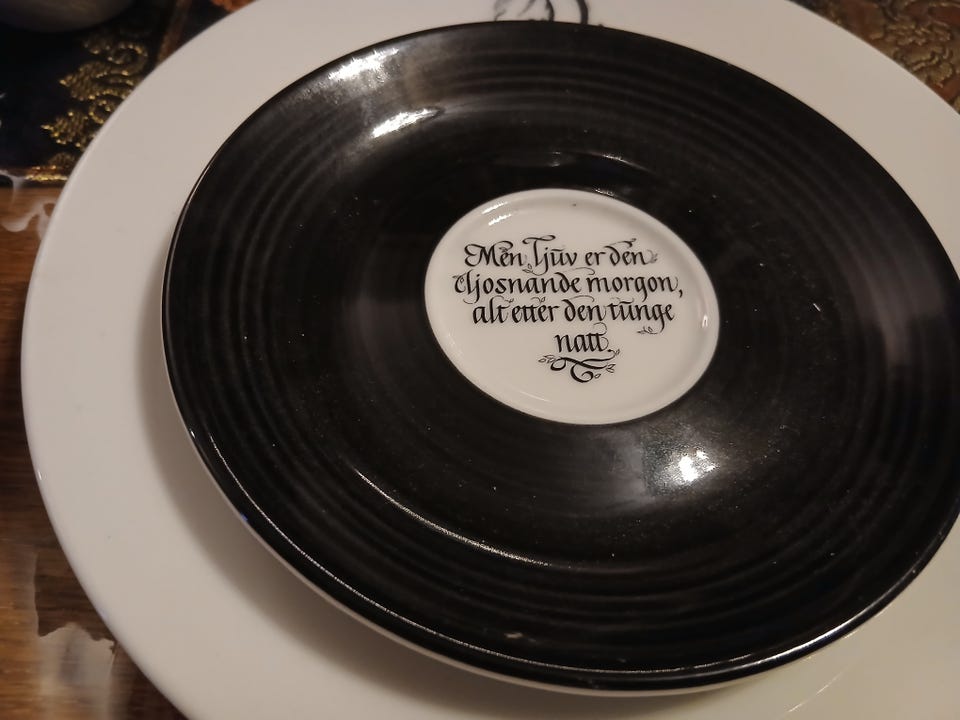 Men ljuv er den
ljosnande morgon,
alt etter den tunge
natt.